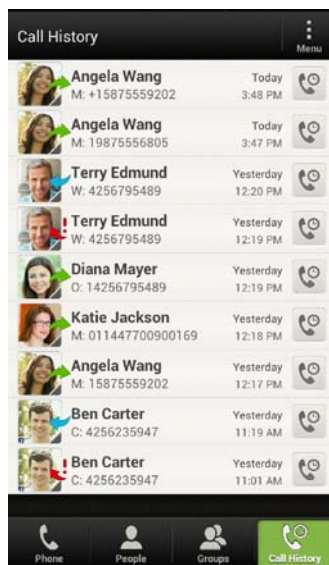 Call History
Menu
Angela Wang Today
M: +15875559202 3:48 PM
Angela Wang Today
M: 19875556805 3:47 PM
Terry Edmund Yesterday
W: 4256795489 12:20 PM
Terry Edmund Yesterday
W: 4256795489 12:19 PM
Diana Mayer Yesterday
O: 14256795489 12:19 PM
Katie Jackson Yesterday
M: 011447700900169 12:18 PM
Angela Wang Yesterday
M: 15875559202 12:17 PM
Ben Carter Yesterday
C: 4256235947 11:19 AM
Ben Carter Yesterday
C: 4256235947 11:01 AM
Phone People Groups Call History